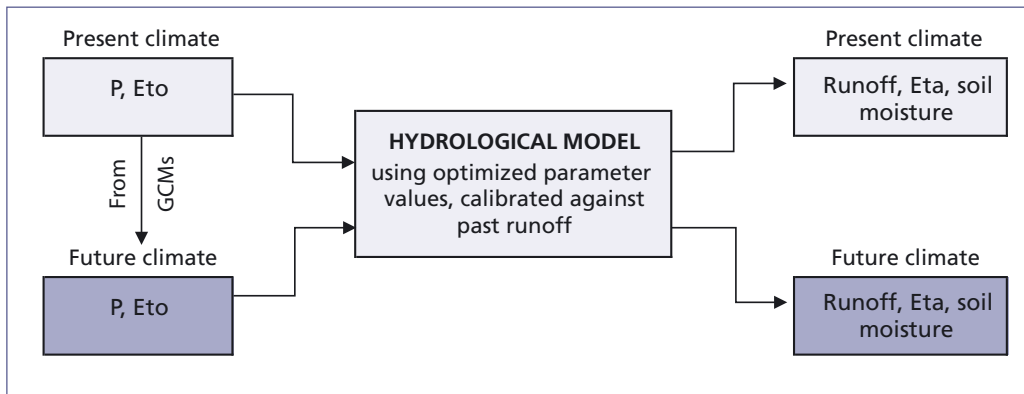 Present climate
P, Eto
From
GCMs
Future climate
P, Eto
HYDROLOGICAL MODEL
using optimized parameter
values, calibrated against
past runoff
Present climate
Runoff, Eta, soil
moisture
Future climate
Runoff, Eta, soil
moisture